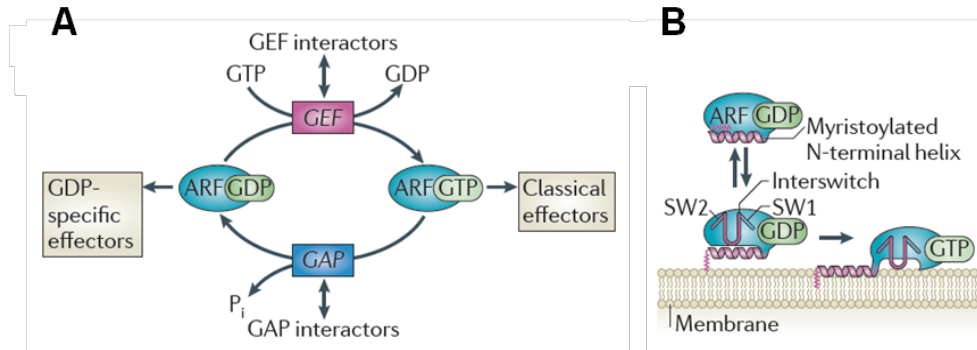 A
GEF interactors
GTP
GDP
GEF
ARF GDP
ARF GTP
GDP-
specific
effectors
Classical
effectors
GAP
Pi
GAP interactors
B
ARF GDP
Myristoylated
N-terminal helix
Interswitch
SW2
SW1
GDP
GTP
Membrane